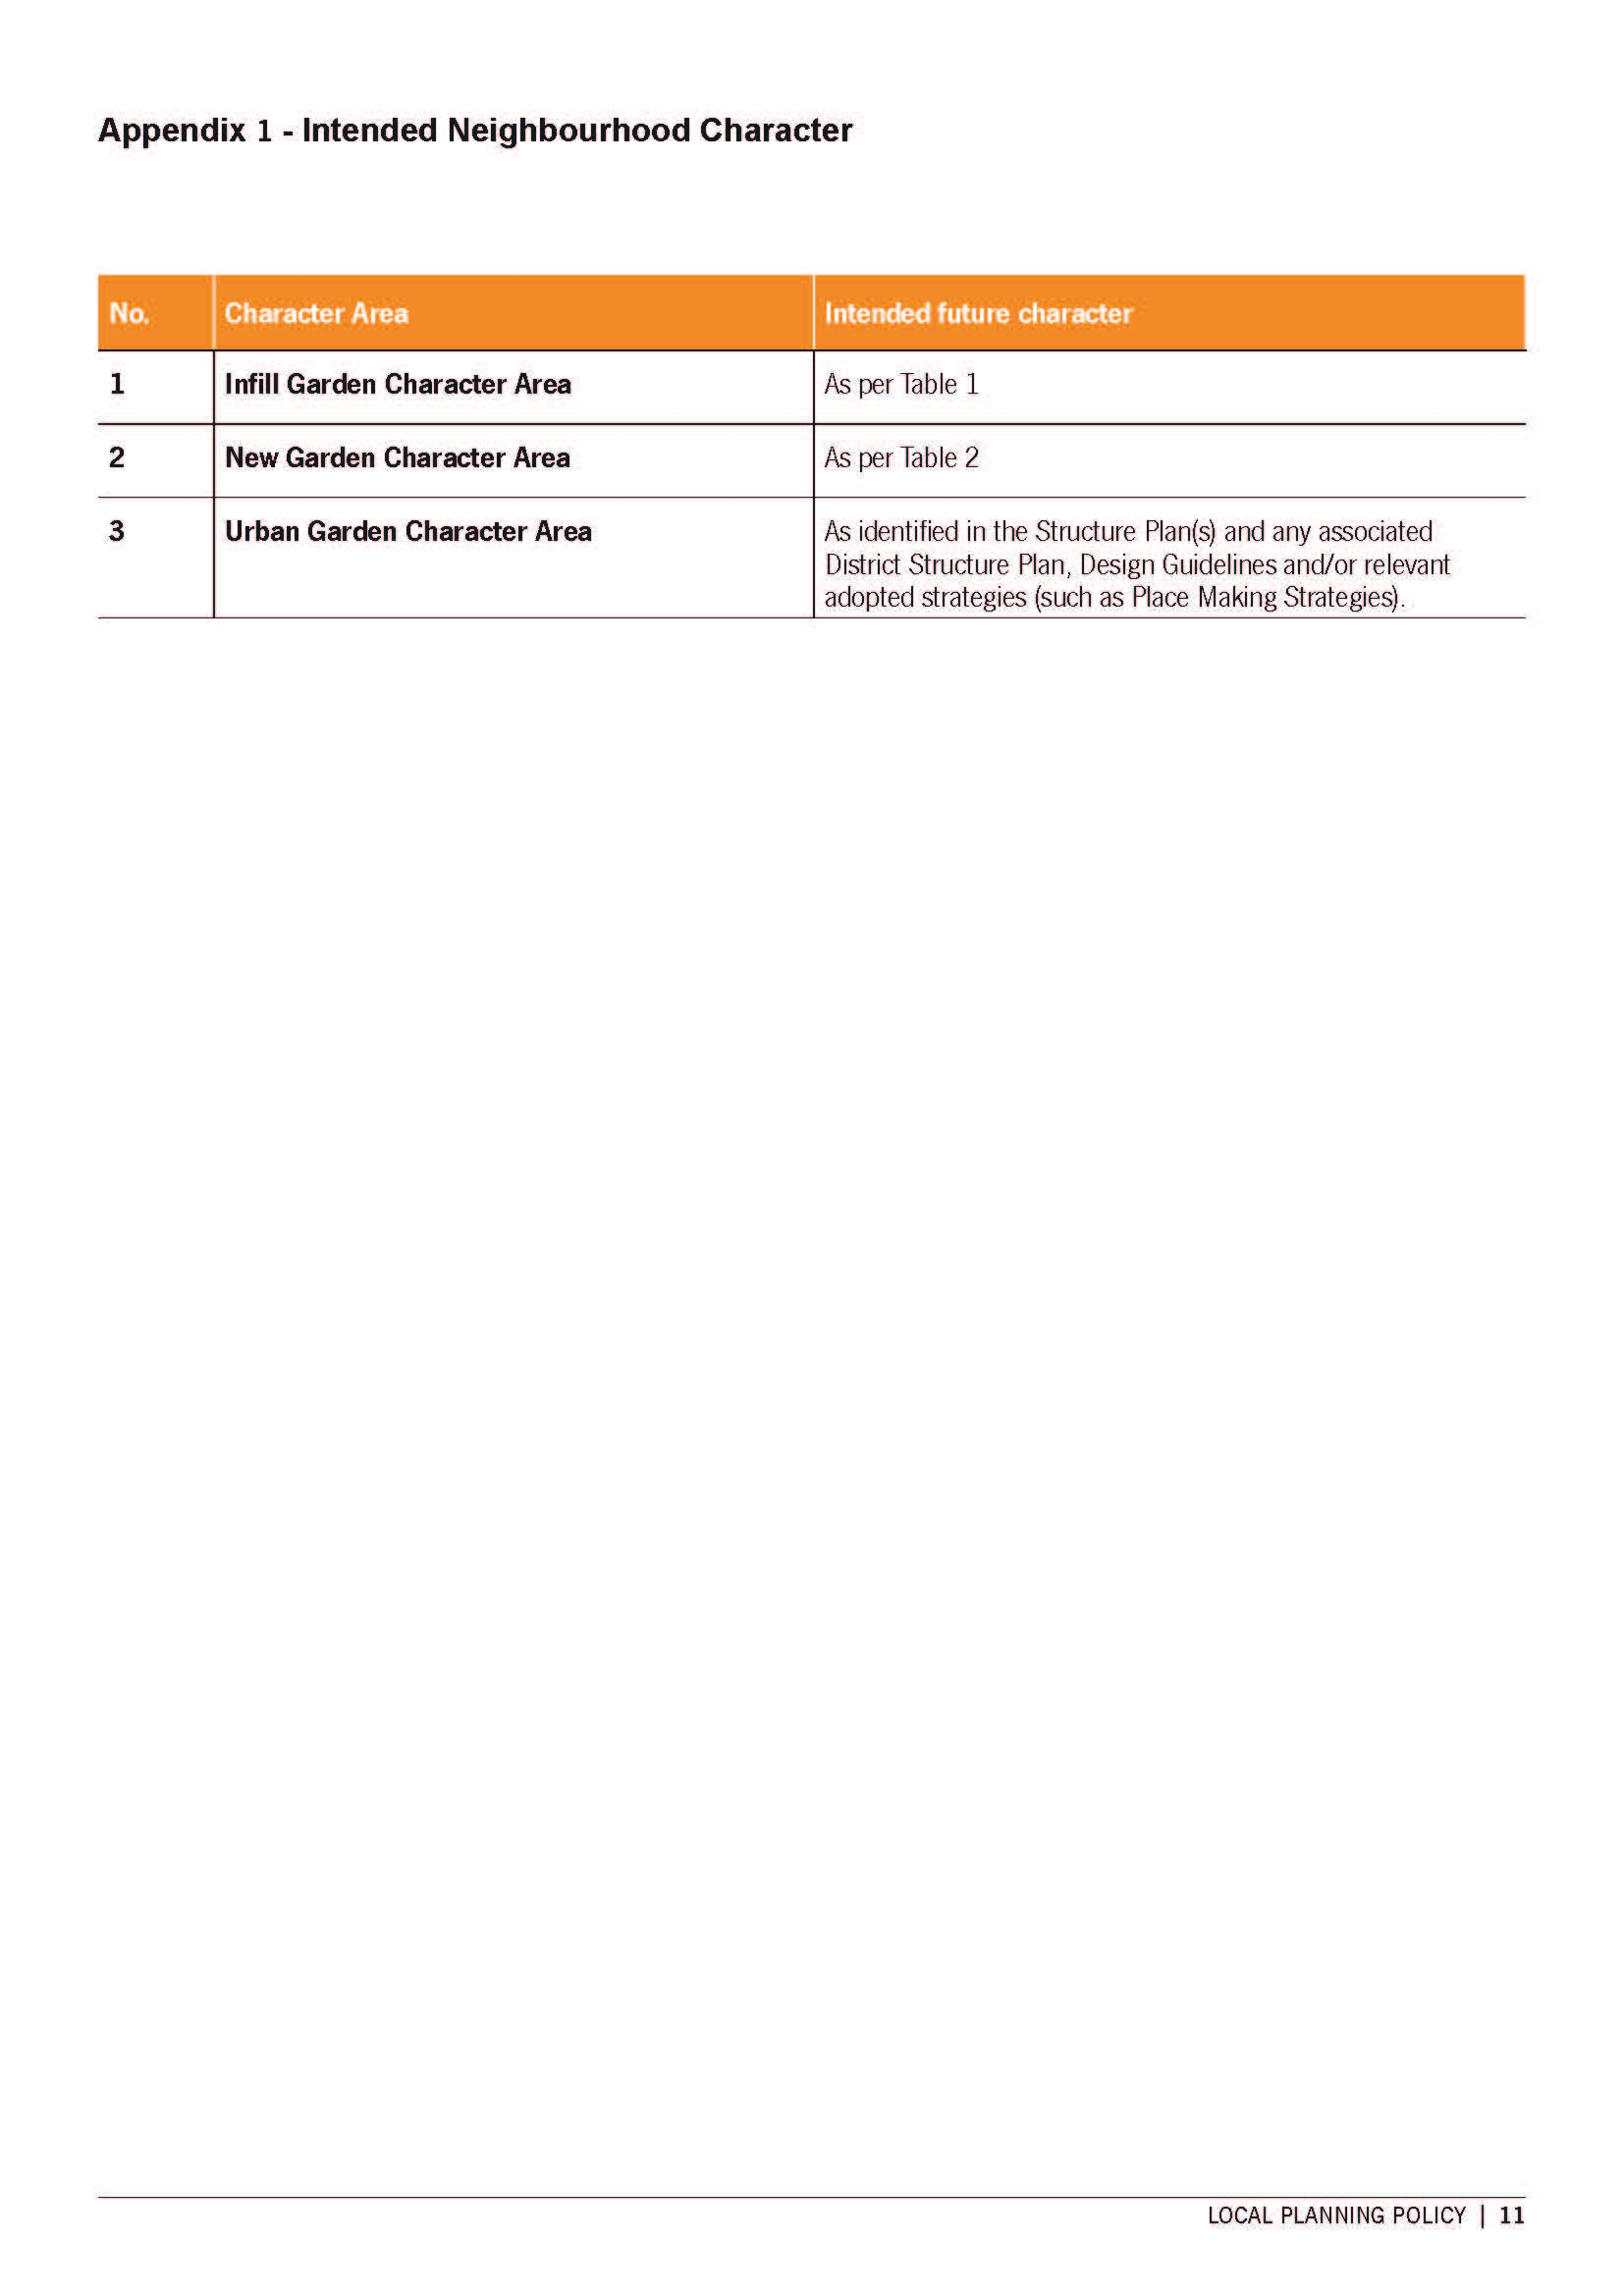 Appendix 1 - Intended Neighbourhood Character
No. Character Area Intended future character
1 Infill Garden Character Area As per Table 1
2 New Garden Character Area As per Table 2
3 Urban Garden Character Area As identified in the Structure Plan(s) and any associated
District Structure Plan, Design Guidelines and/or relevant
adopted strategies (such as Place Making Strategies).
LOCAL PLANNING POLICY | 11